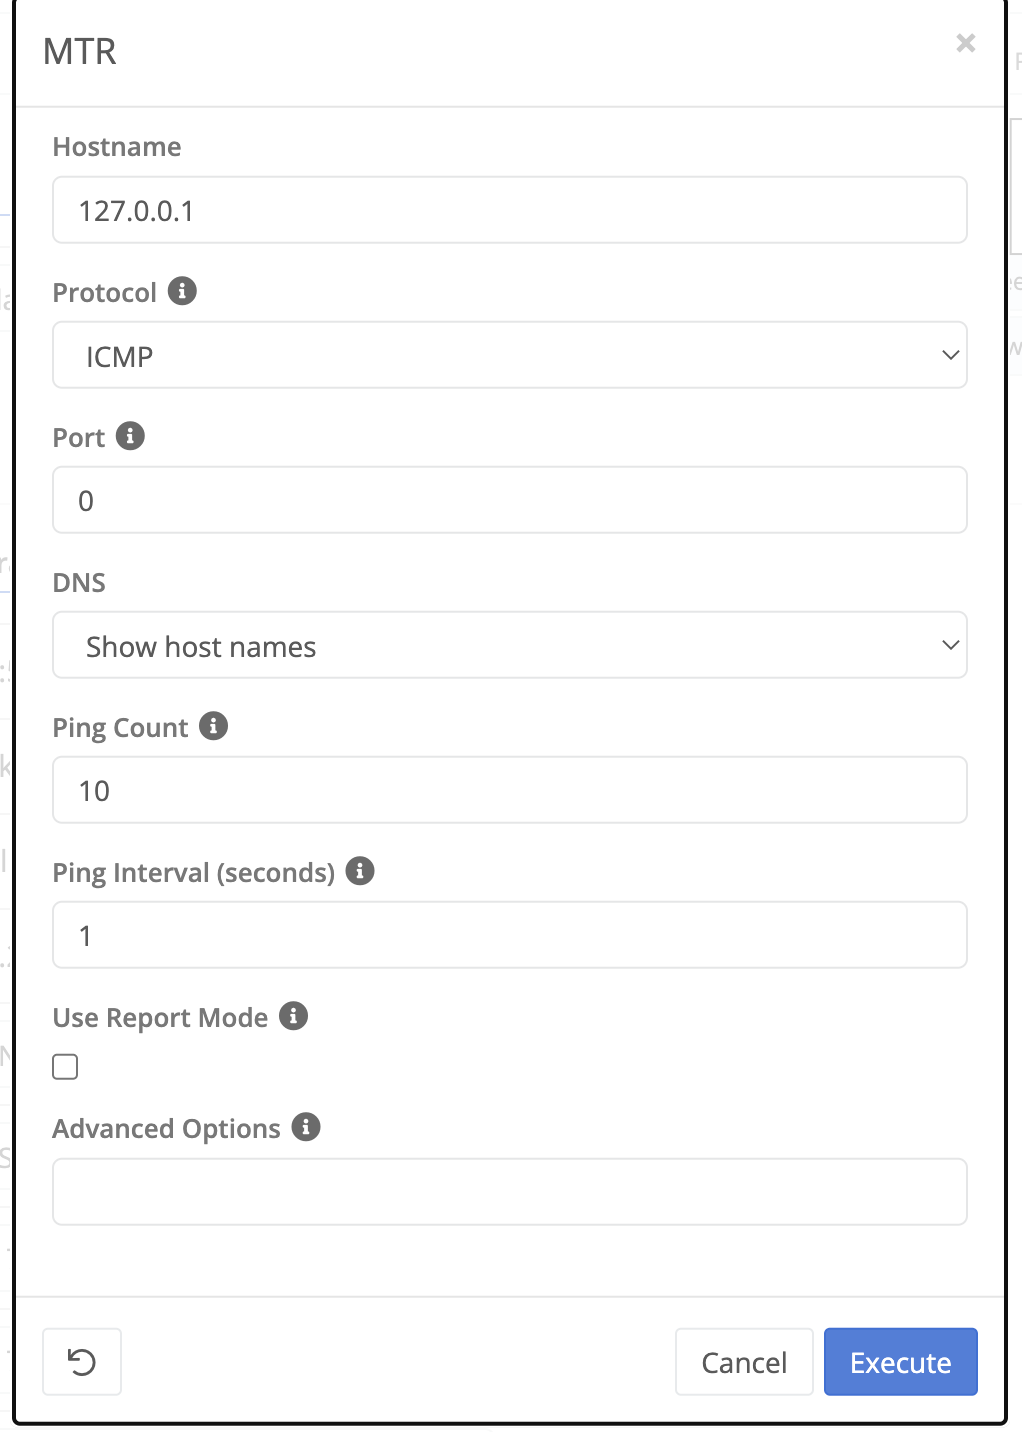 MTR
×
Hostname
127.0.0.1
Protocol
ICMP
Port
0
DNS
Show host names
Ping Count
10
Ping Interval (seconds)
1
Use Report Mode
Advanced Options
Cancel
Execute